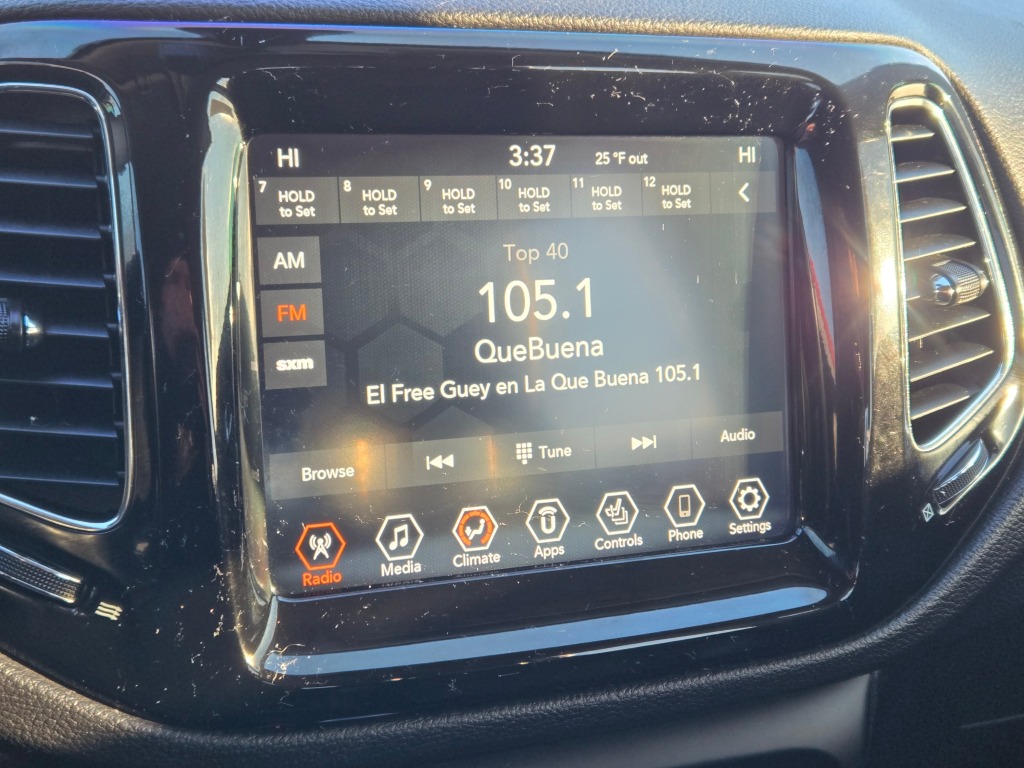 HI 3:37 25 °F out HI
7 HOLD to Set 8 HOLD to Set 9 HOLD to Set 10 HOLD to Set 11 HOLD to Set 12 HOLD to Set
Top 40
AM
105.1
FM
QueBuena
sxm
El Free Guey en La Que Buena 105.1
Browse Tune Audio
Radio Media Climate Apps Controls Phone Settings